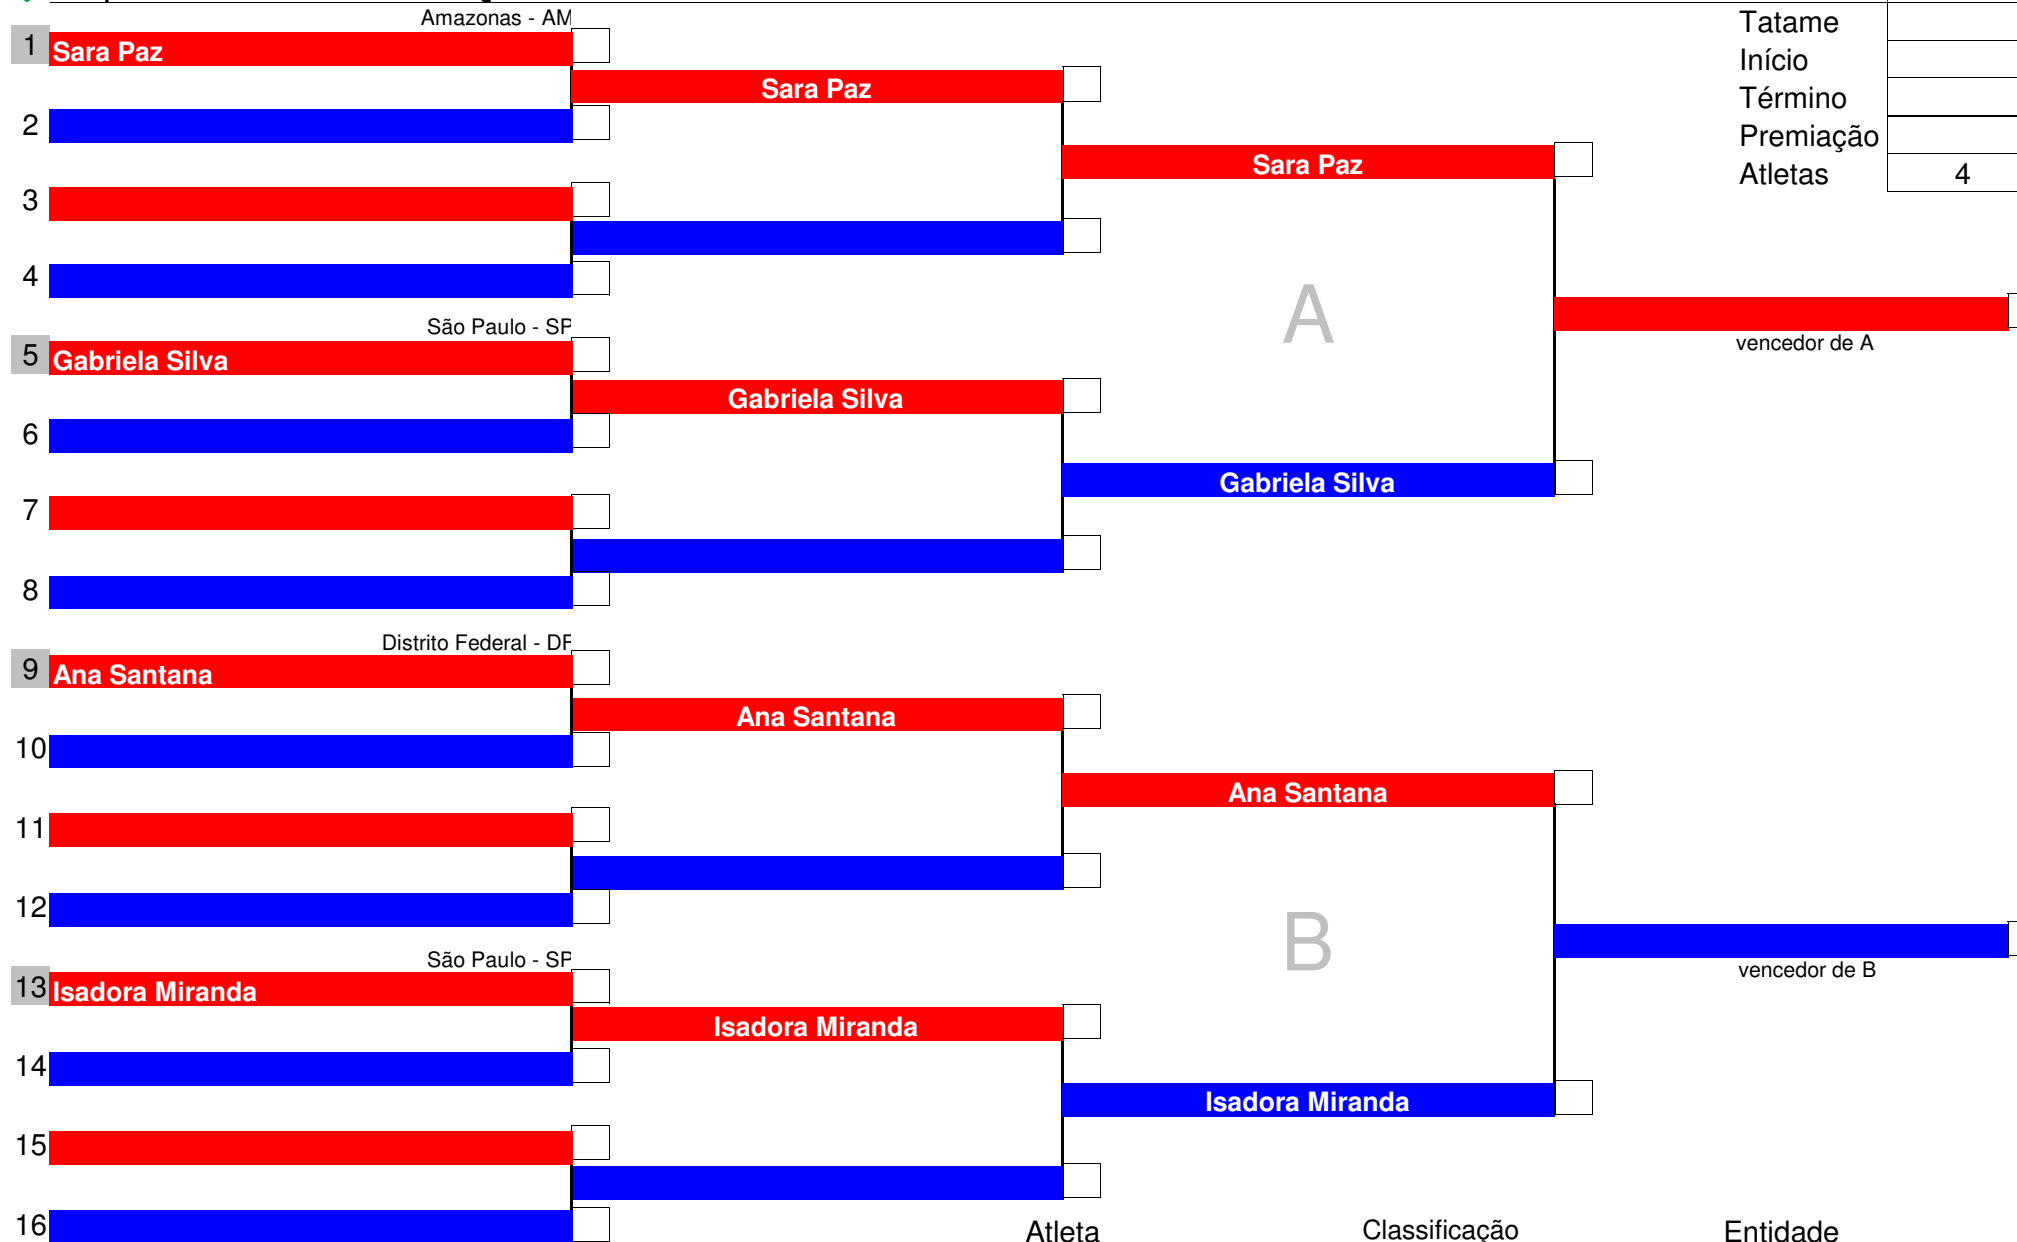 Amazonas - AM
Tatame
1 Sara Paz
Início
Sara Paz
Término
2
Premiação
Sara Paz
Atletas 4
3
4
A
São Paulo - SP
vencedor de A
5 Gabriela Silva
Gabriela Silva
6
Gabriela Silva
7
8
Distrito Federal - DF
9 Ana Santana
Ana Santana
10
Ana Santana
11
12
B
São Paulo - SP
vencedor de B
13 Isadora Miranda
Isadora Miranda
14
Isadora Miranda
15
16
Atleta Classificação Entidade